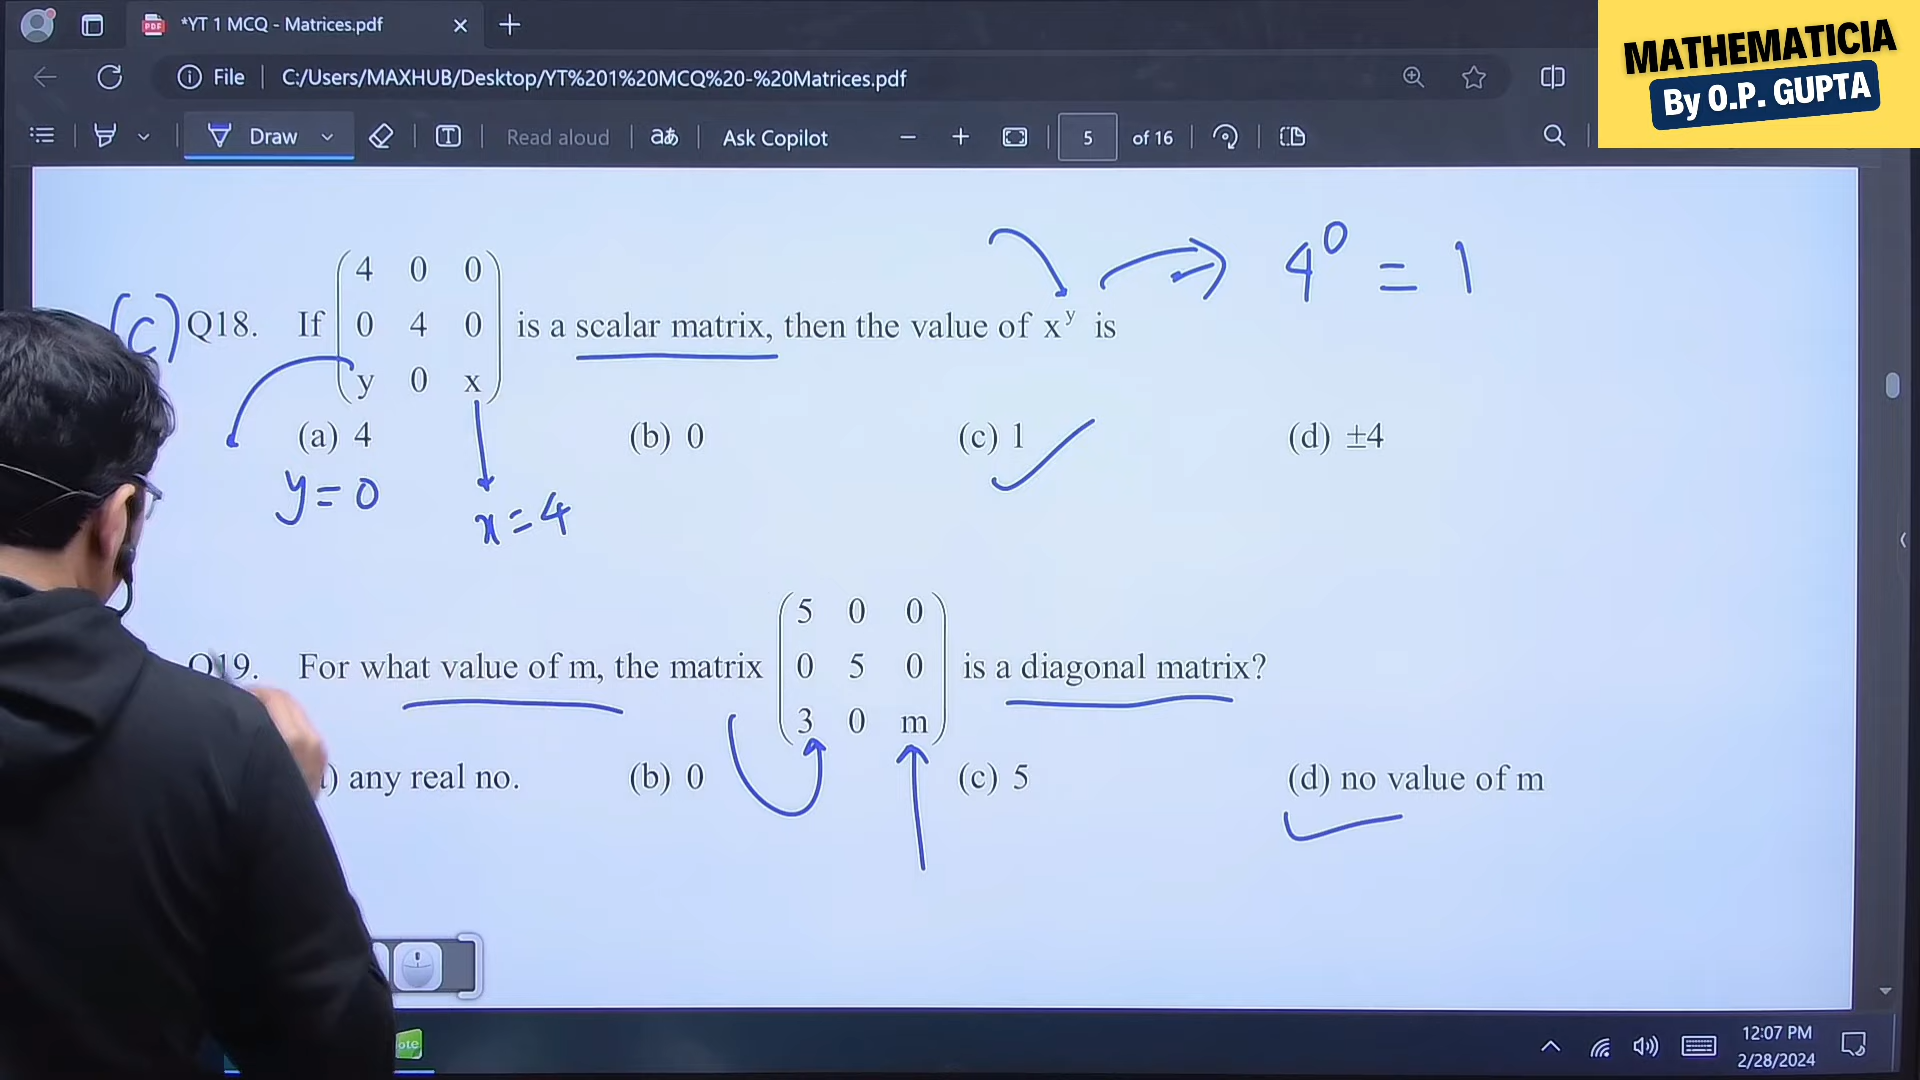 *YT 1 MCQ - Matrices.pdf
File
C:/Users/MAXHUB/Desktop/YT%201%20MCQ%20-%20Matrices.pdf
MATHEMATICIA
By O.P. GUPTA
Draw
Read aloud
aあ
Ask Copilot
5 of 16
4⁰ = 1
(C) Q18. If (4 0 0
0 4 0
y 0 x) is a scalar matrix, then the value of xʸ is
(a) 4 (b) 0 (c) 1 (d) ±4
y = 0
x = 4
Q19. For what value of m, the matrix (5 0 0
0 5 0
3 0 m) is a diagonal matrix?
) any real no. (b) 0 (c) 5 (d) no value of m
12:07 PM
2/28/2024